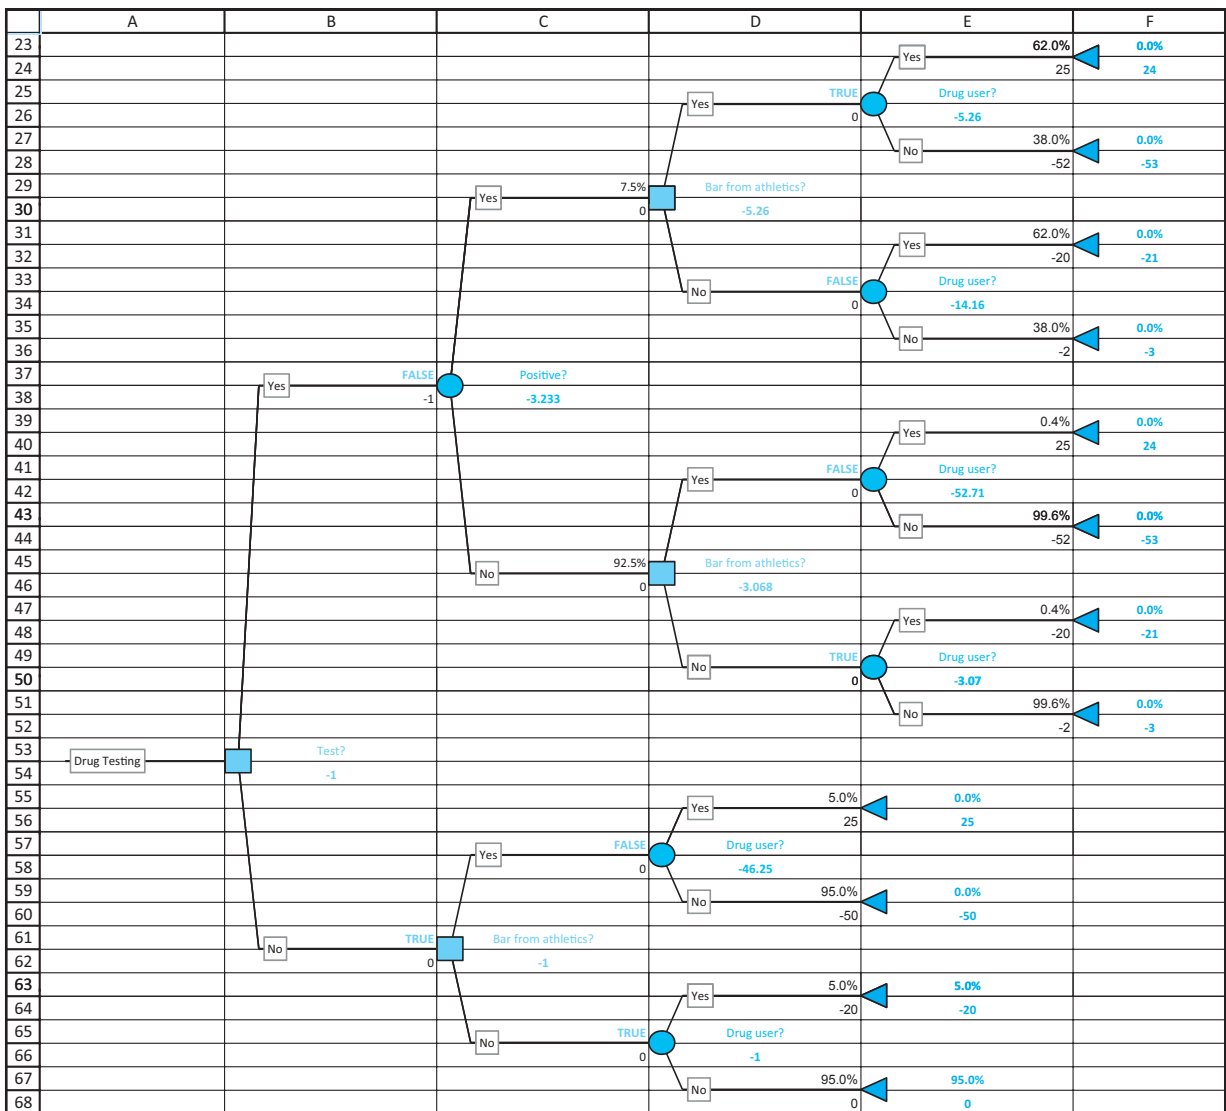 A B C D E F
23 62.0% 0.0%
Yes
24 25 24
25 TRUE Drug user?
Yes
26 0 -5.26
27 38.0% 0.0%
No
28 -52 -53
29 7.5% Bar from athletics?
Yes
30 0 -5.26
31 62.0% 0.0%
Yes
32 -20 -21
33 FALSE Drug user?
No
34 0 -14.16
35 38.0% 0.0%
No
36 -2 -3
37 FALSE Positive?
Yes
38 -1 -3.233
39 0.4% 0.0%
Yes
40 25 24
41 FALSE Drug user?
Yes
42 0 -52.71
43 99.6% 0.0%
No
44 -52 -53
45 92.5% Bar from athletics?
No
46 0 -3.068
47 0.4% 0.0%
Yes
48 -20 -21
49 TRUE Drug user?
No
50 0 -3.07
51 99.6% 0.0%
No
52 -2 -3
53 Test?
Drug Testing
54 -1
55 5.0% 0.0%
Yes
56 25 25
57 FALSE Drug user?
Yes
58 0 -46.25
59 95.0% 0.0%
No
60 -50 -50
61 TRUE Bar from athletics?
No
62 0 -1
63 5.0% 5.0%
Yes
64 -20 -20
65 TRUE Drug user?
No
66 0 -1
67 95.0% 95.0%
No
68 0 0